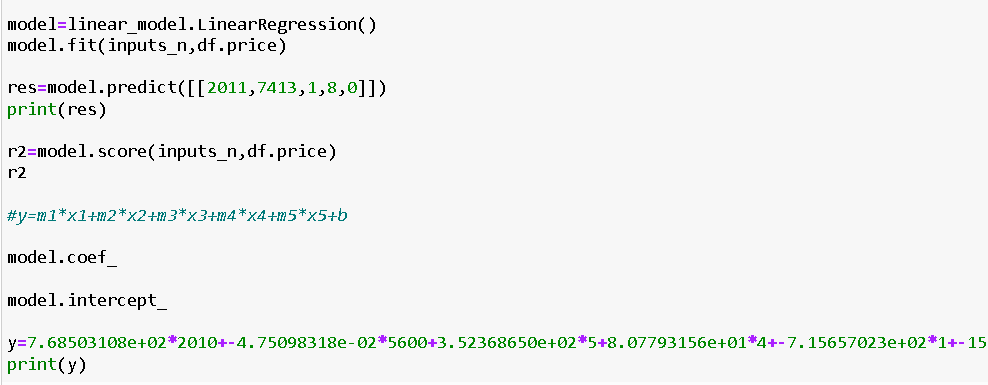 model=linear_model.LinearRegression()
model.fit(inputs_n,df.price)
res=model.predict([[2011,7413,1,8,0]])
print(res)
r2=model.score(inputs_n,df.price)
r2
#y=m1*x1+m2*x2+m3*x3+m4*x4+m5*x5+b
model.coef_
model.intercept_
y=7.68503108e+02*2010+-4.75098318e-02*5600+3.52368650e+02*5+8.07793156e+01*4+-7.15657023e+02*1+-15
print(y)